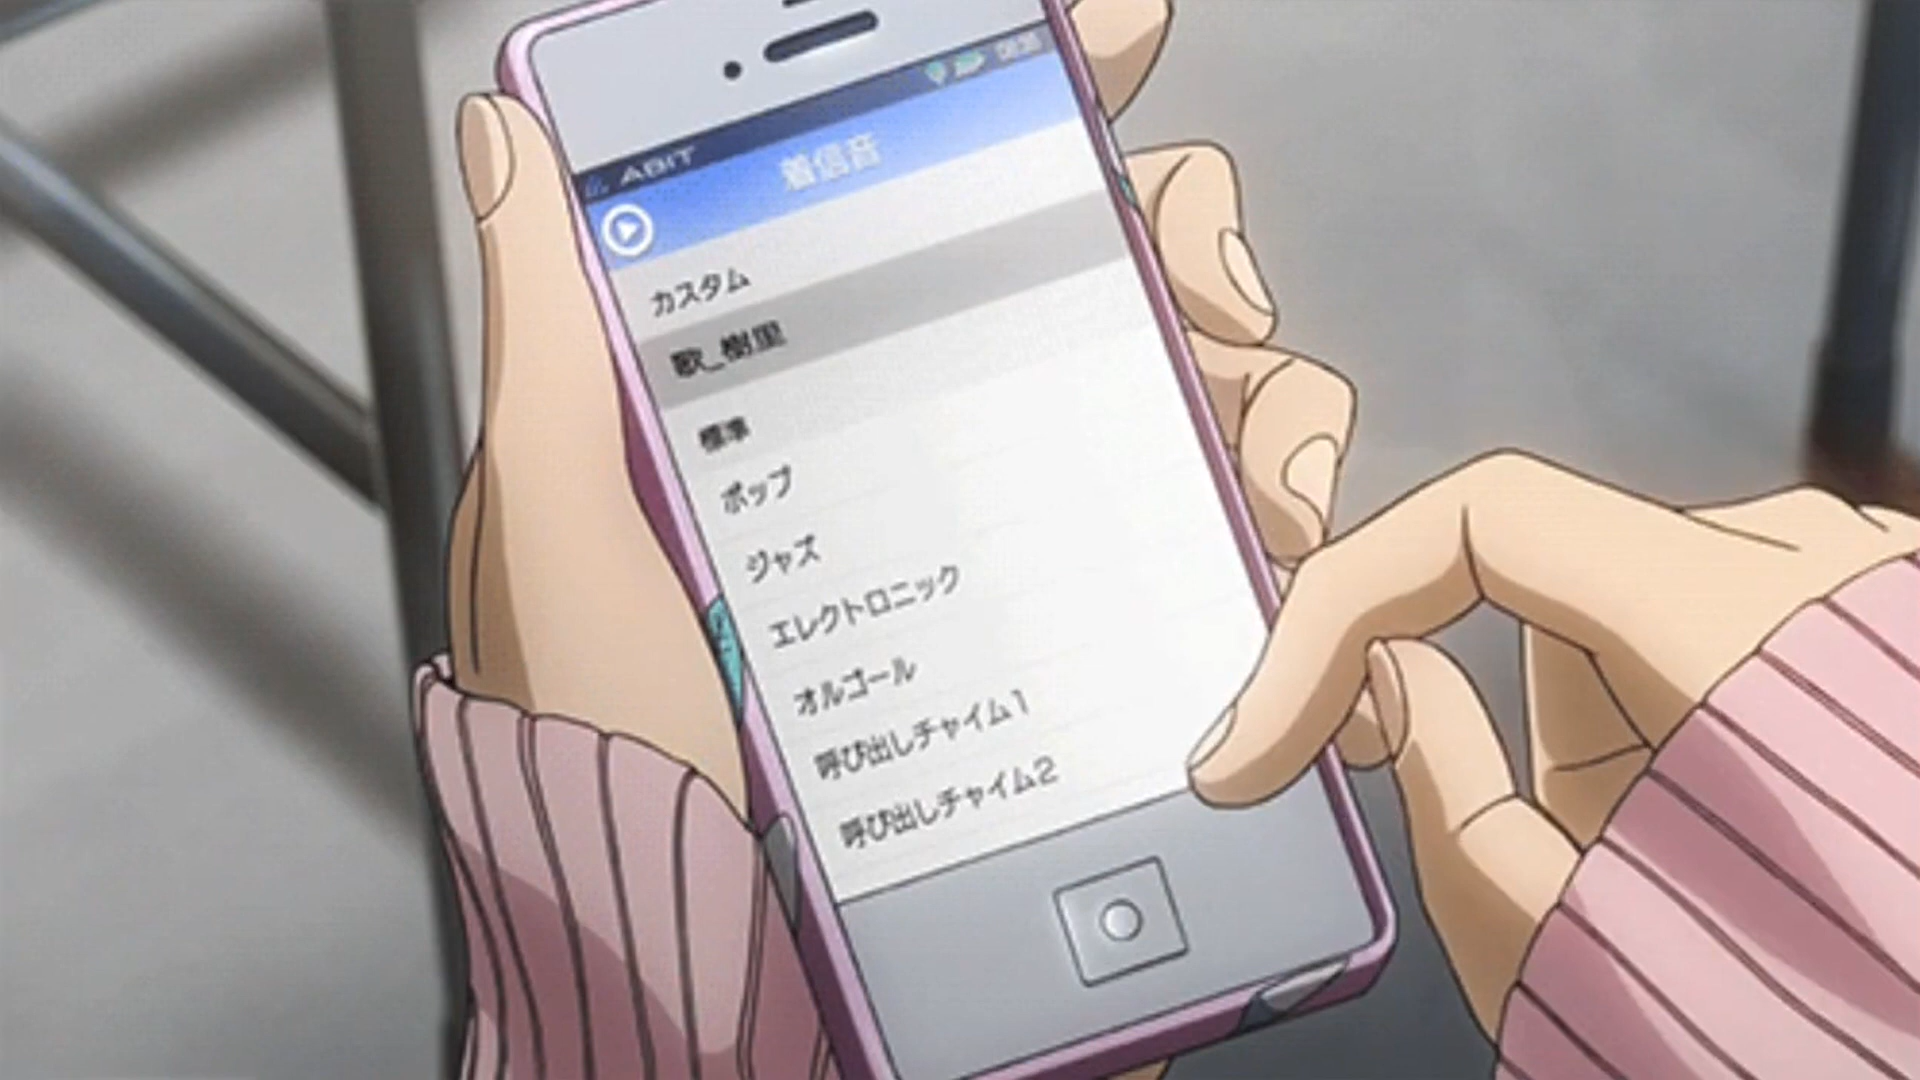 ABIT
着信音
カスタム
歌_樹里
標準
ポップ
ジャズ
エレクトロニック
オルゴール
呼び出しチャイム1
呼び出しチャイム2